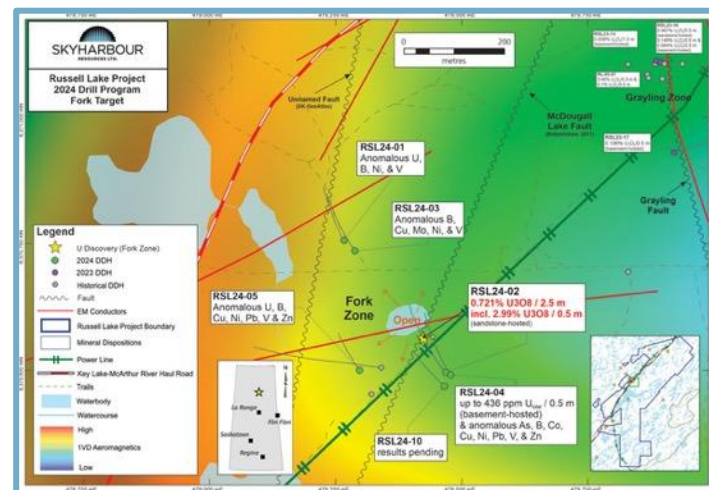 SKYHARBOUR
RESOURCES LTD.
Russell Lake Project
2024 Drill Program
Fork Target
0
200
metres
Unnamed Fault
McDougall
Lake Fault
Grayling Zone
Grayling
Fault
RSL24-01
Anomalous U,
B, Ni, & V
RSL24-03
Anomalous B,
Cu, Mo, Ni, & V
RSL24-05
Anomalous U, B,
Cu, Ni, Pb, V & Zn
Fork
Zone
Open
RSL24-02
0.721% U3O8 / 2.5 m
incl. 2.99% U3O8 / 0.5 m
(sandstone-hosted)
RSL24-04
up to 436 ppm U / 0.5 m
(basement-hosted)
& anomalous As, B, Co,
Cu, Ni, Pb, V, & Zn
RSL24-10
results pending
Legend
U Discovery (Fork Zone)
2024 DDH
2023 DDH
Historical DDH
Fault
EM Conductors
Russell Lake Project Boundary
Mineral Dispositions
Power Line
Key Lake-McArthur River Haul Road
Trails
Waterbody
Watercourse
High
1VD Aeromagnetics
Low
La Ronge
Flin Flon
Saskatoon
Regina